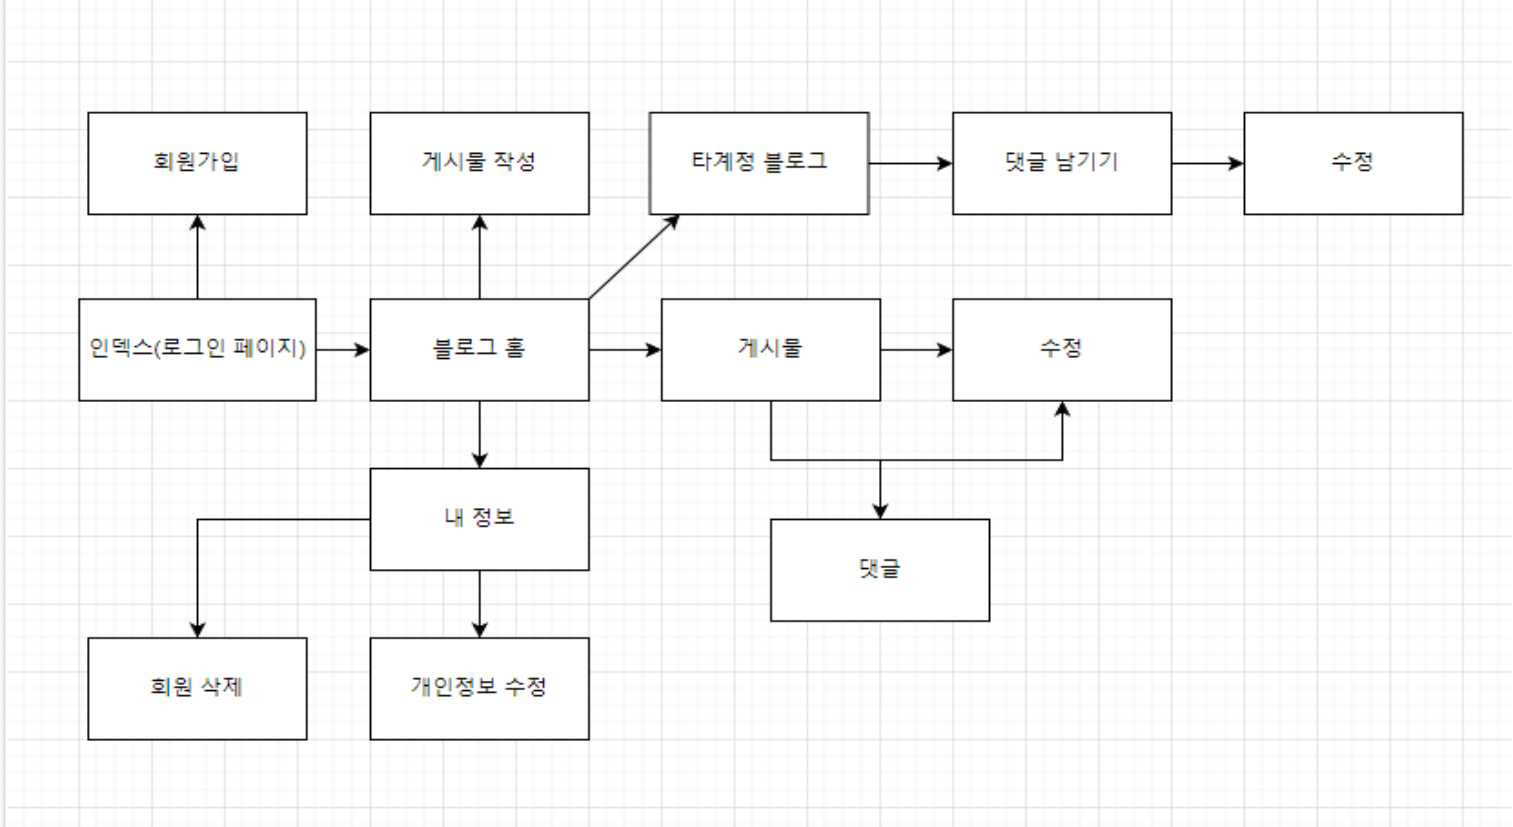 회원가입
게시물 작성
타계정 블로그
댓글 남기기
수정
인덱스(로그인 페이지)
블로그 홈
게시물
수정
내 정보
댓글
회원 삭제
개인정보 수정